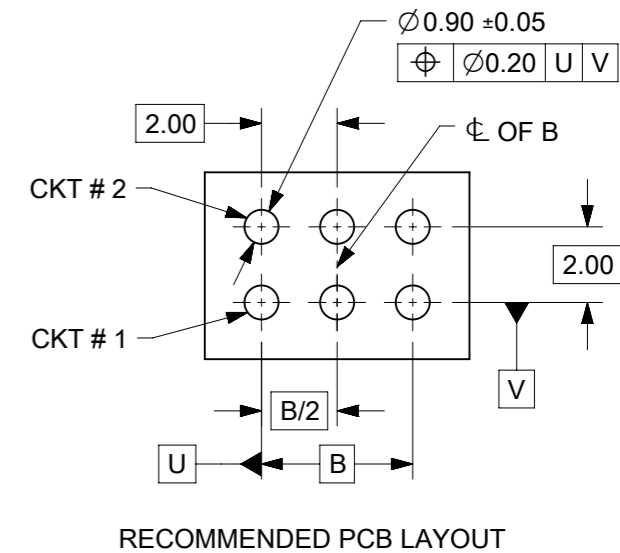 ∅0.90 ±0.05
⌖ ∅0.20 U V
2.00
℄ OF B
CKT # 2
2.00
CKT # 1
V
B/2
U
B
RECOMMENDED PCB LAYOUT